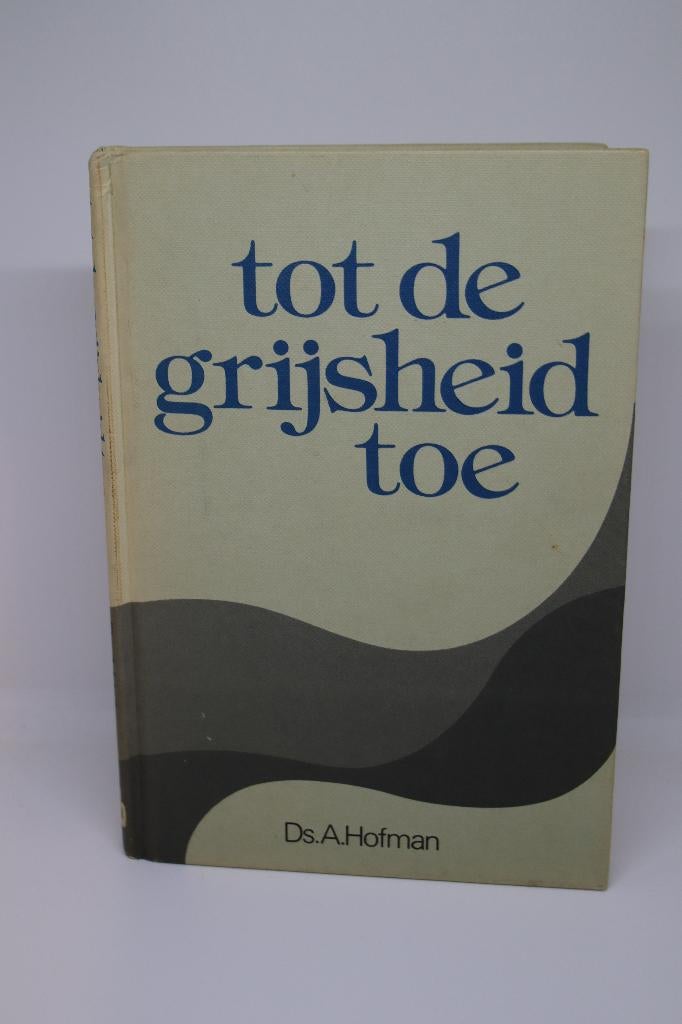 tot de
grijsheid
toe
Ds.A.Hofman